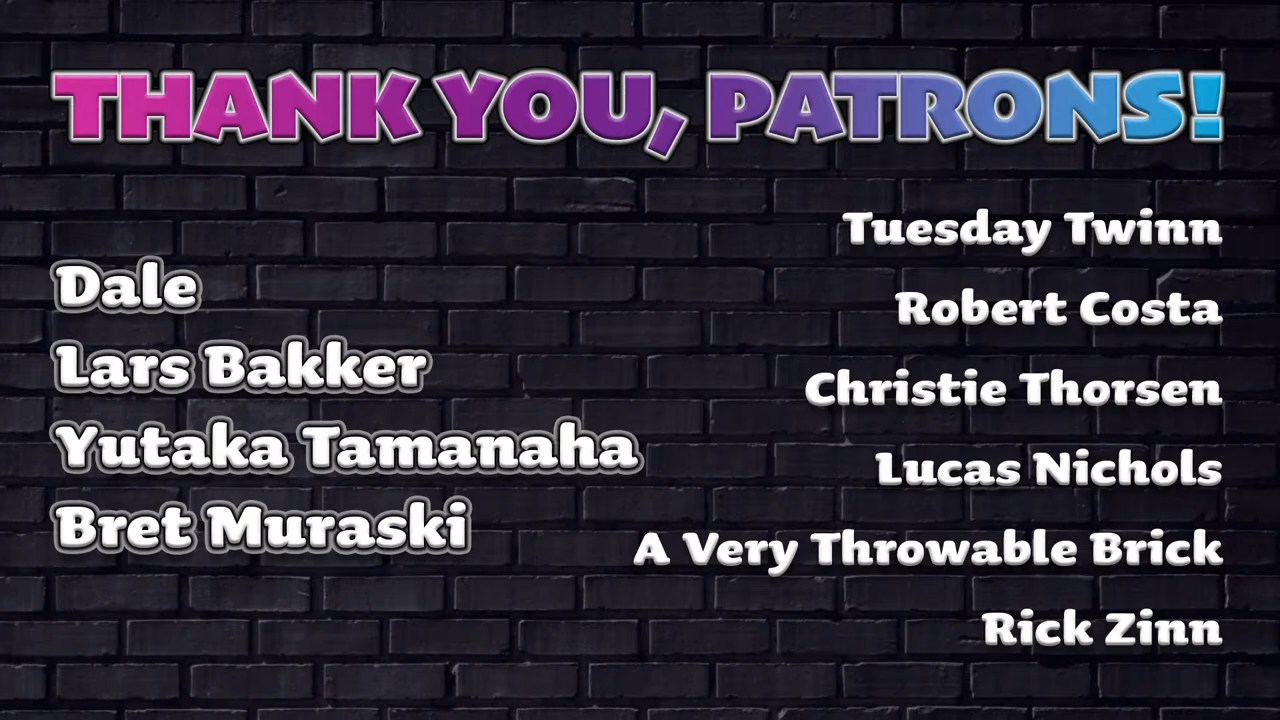 THANK YOU, PATRONS!
Dale
Lars Bakker
Yutaka Tamanaha
Bret Muraski
Tuesday Twinn
Robert Costa
Christie Thorsen
Lucas Nichols
A Very Throwable Brick
Rick Zinn